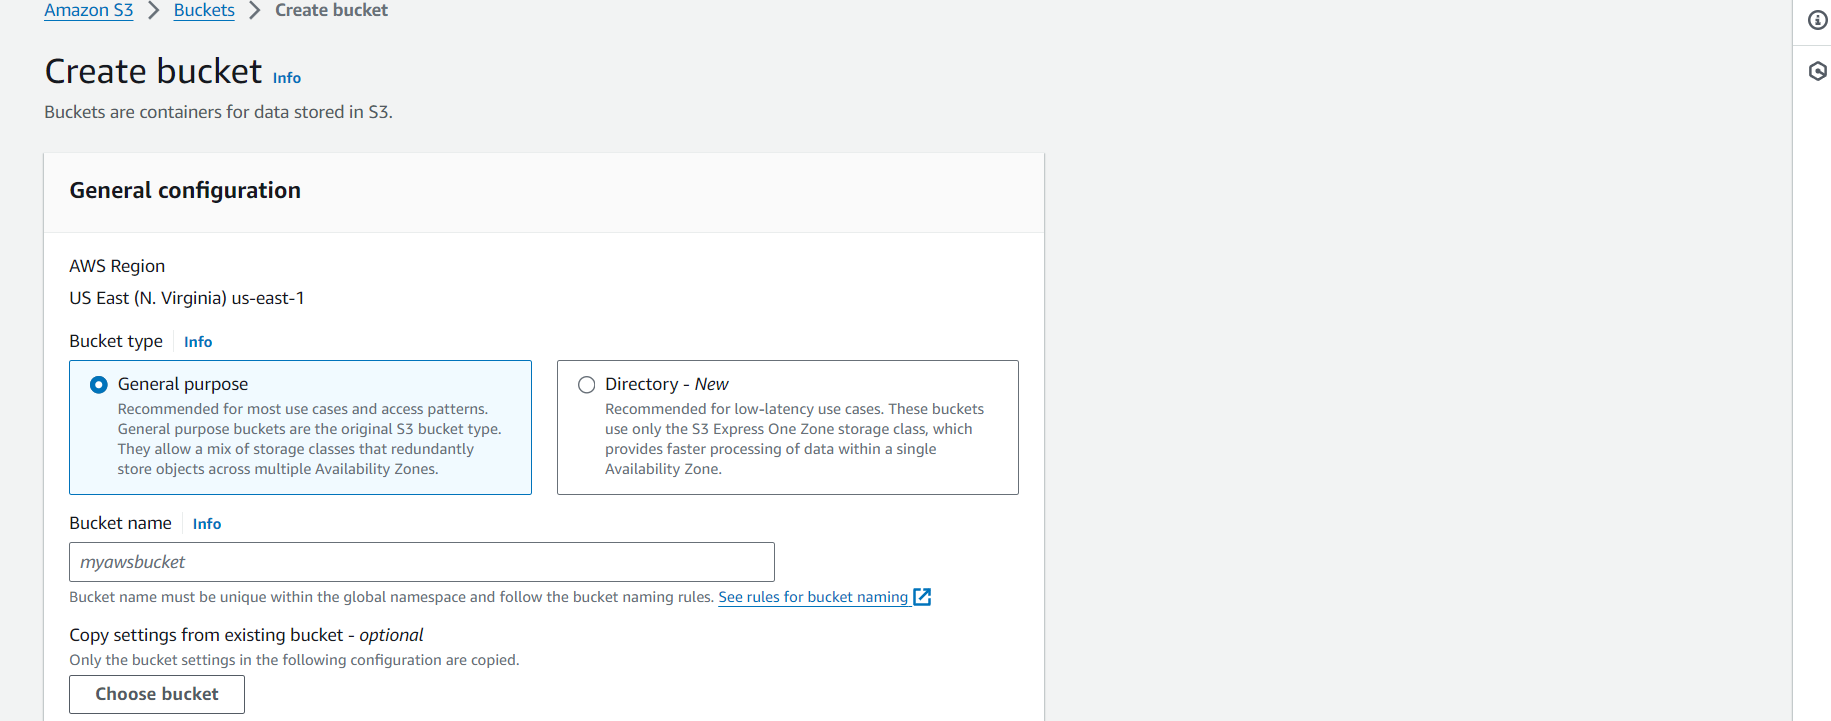 Amazon S3 > Buckets > Create bucket
Create bucket Info
Buckets are containers for data stored in S3.
General configuration
AWS Region
US East (N. Virginia) us-east-1
Bucket type Info
General purpose
Recommended for most use cases and access patterns.
General purpose buckets are the original S3 bucket type.
They allow a mix of storage classes that redundantly
store objects across multiple Availability Zones.
Directory - New
Recommended for low-latency use cases. These buckets
use only the S3 Express One Zone storage class, which
provides faster processing of data within a single
Availability Zone.
Bucket name Info
myawsbucket
Bucket name must be unique within the global namespace and follow the bucket naming rules. See rules for bucket naming
Copy settings from existing bucket - optional
Only the bucket settings in the following configuration are copied.
Choose bucket